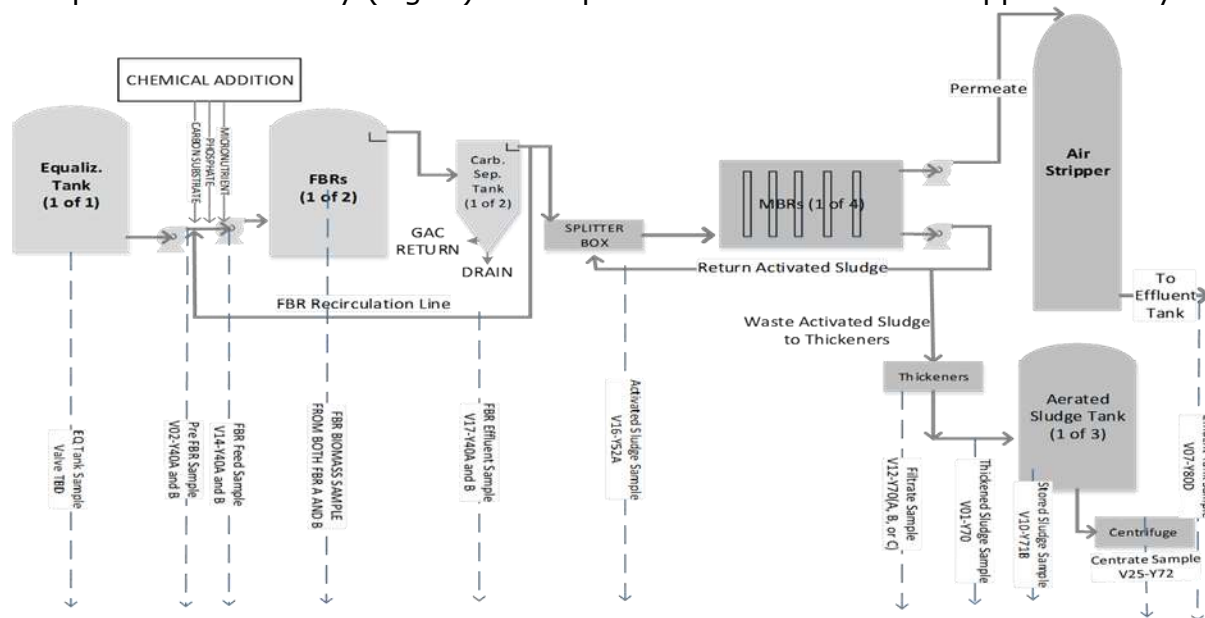 CHEMICAL ADDITION
CARBON SUBSTRATE
PHOSPHATE
MICRONUTRIENT
Equaliz.
Tank
(1 of 1)
FBRs
(1 of 2)
Carb.
Sep.
Tank
(1 of 2)
GAC
RETURN
DRAIN
FBR Recirculation Line
SPLITTER
BOX
MBRs (1 of 4)
Return Activated Sludge
Permeate
Air
Stripper
To
Effluent
Tank
Waste Activated Sludge
to Thickeners
Thickeners
Aerated
Sludge Tank
(1 of 3)
Centrifuge
Centrate Sample
V25-Y72
EQ Tank Sample
Valve TBD
Pre FBR Sample
V02-Y40A and B
FBR Feed Sample
V14-Y40A and B
FBR BIOMASS SAMPLE
FROM BOTH FBR A AND B
FBR Effluent Sample
V17-Y40A and B
Activated Sludge Sample
V16-Y52A
Filtrate Sample
V12-Y70(A, B, or C)
Thickened Sludge Sample
V01-Y70
Stored Sludge Sample
V10-Y71B
V07-Y80D